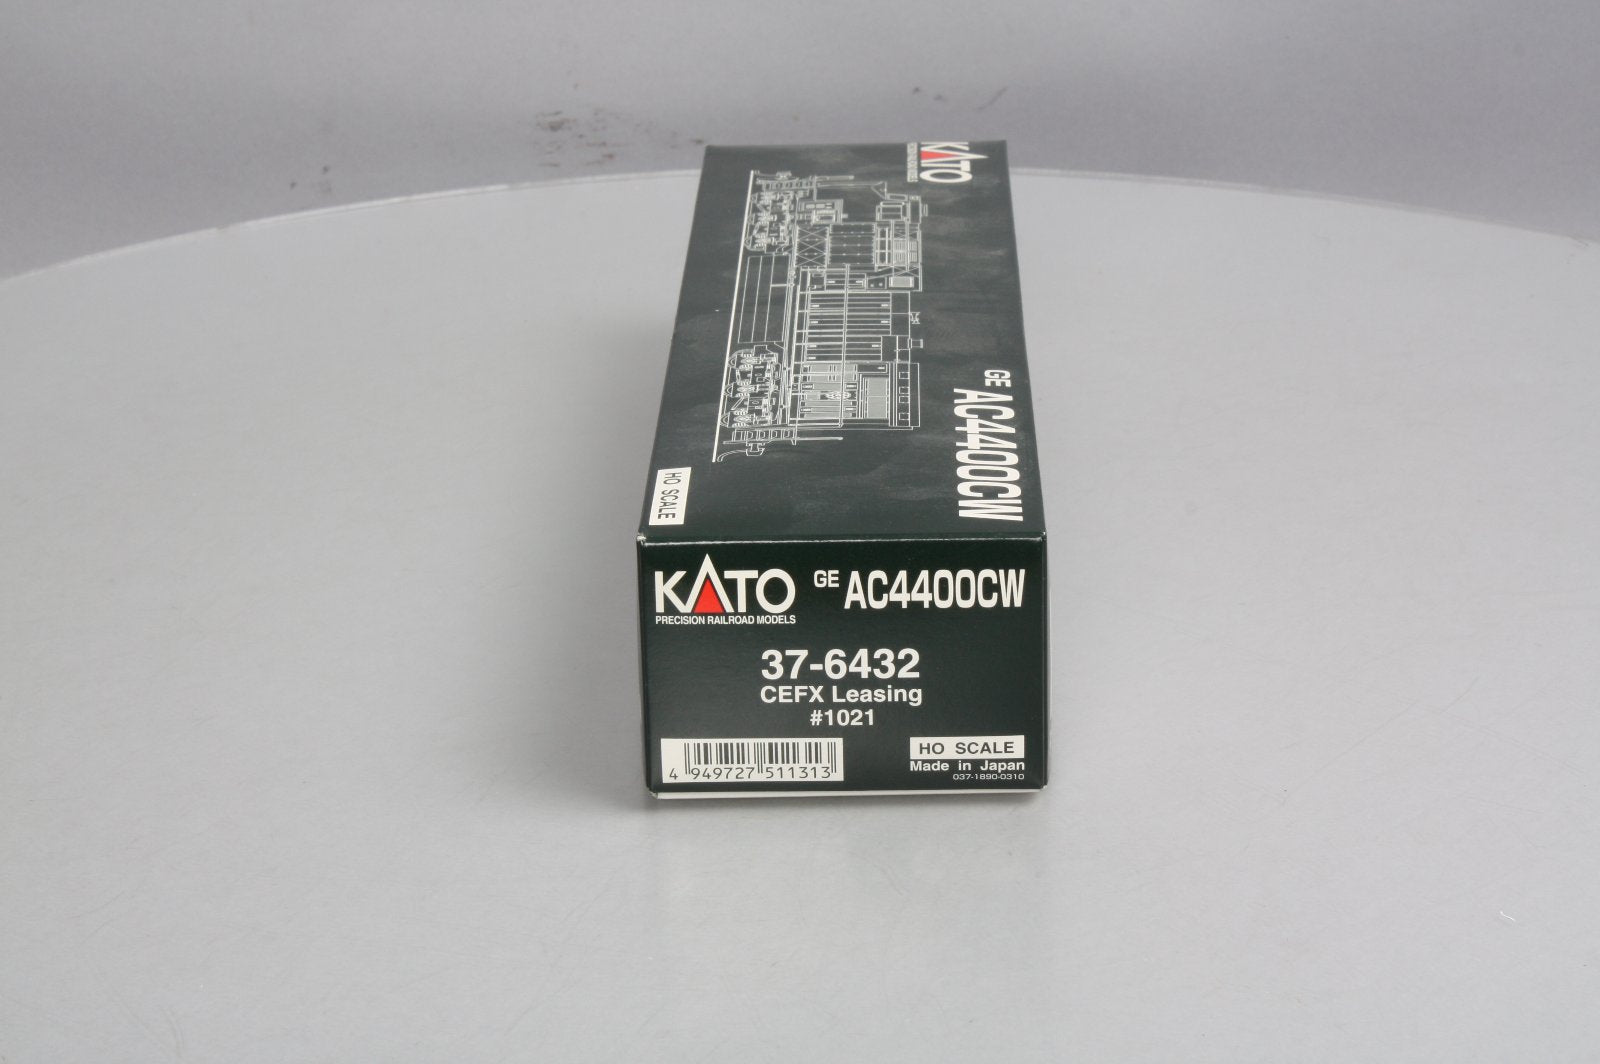 KATO
GE AC4400CW
HO SCALE
KATO
PRECISION RAILROAD MODELS
GE AC4400CW
37-6432
CEFX Leasing
#1021
4 949727 511313
HO SCALE
Made in Japan
037-1890-0310